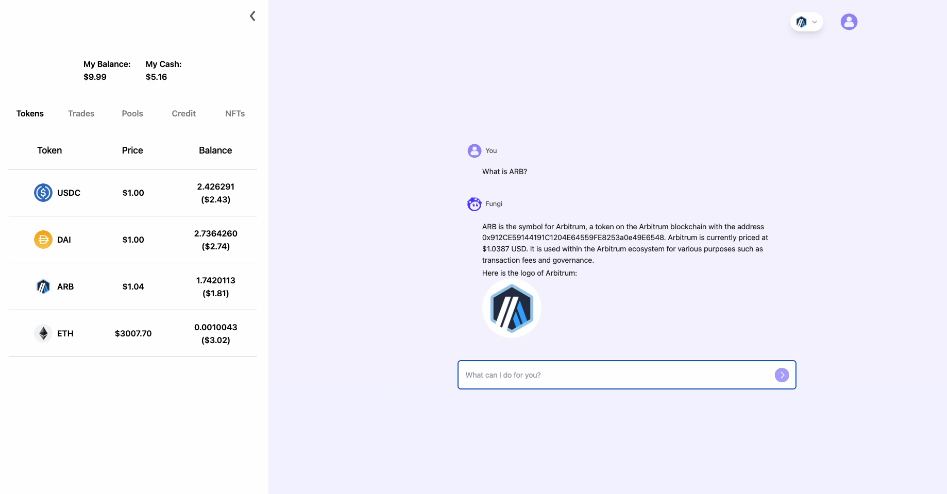 My Balance: My Cash:
$9.99 $5.16
Tokens Trades Pools Credit NFTs
Token Price Balance
USDC $1.00 2.426291 ($2.43)
DAI $1.00 2.7364260 ($2.74)
ARB $1.04 1.7420113 ($1.81)
ETH $3007.70 0.0010043 ($3.02)
You
What is ARB?
Fungi
ARB is the symbol for Arbitrum, a token on the Arbitrum blockchain with the address
0x912CE59144191C1204E64559FE8253a0e49E6548. Arbitrum is currently priced at
$1.0387 USD. It is used within the Arbitrum ecosystem for various purposes such as
transaction fees and governance.
Here is the logo of Arbitrum:
What can I do for you?